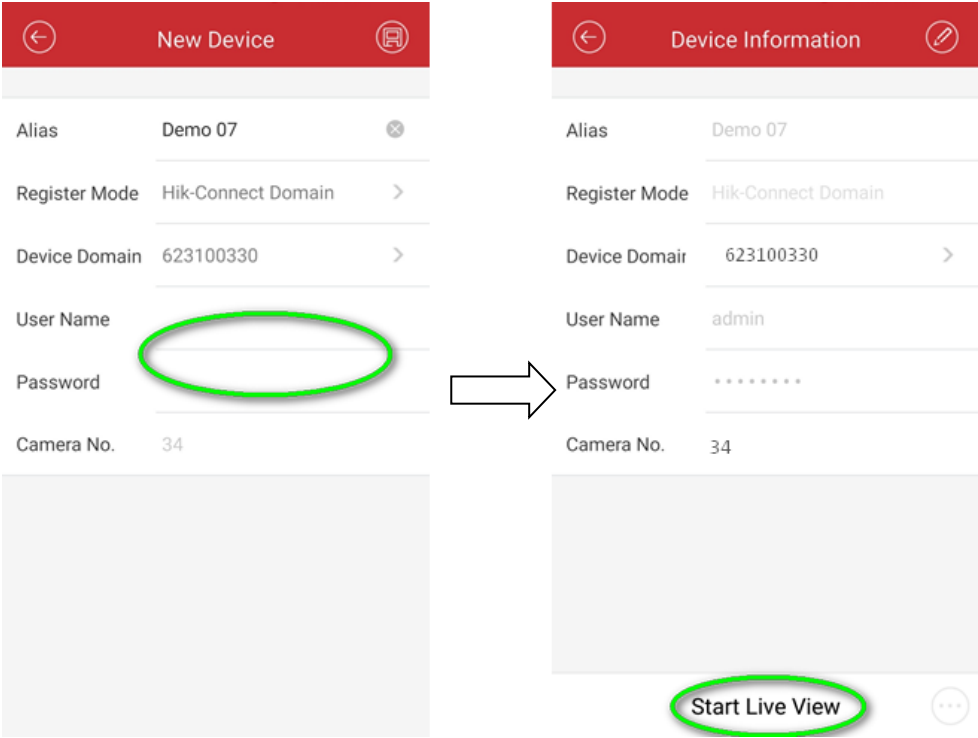 New Device
Alias Demo 07
Register Mode Hik-Connect Domain
Device Domain 623100330
User Name
Password
Camera No. 34
Device Information
Alias Demo 07
Register Mode Hik-Connect Domain
Device Domair 623100330
User Name admin
Password ········
Camera No. 34
Start Live View